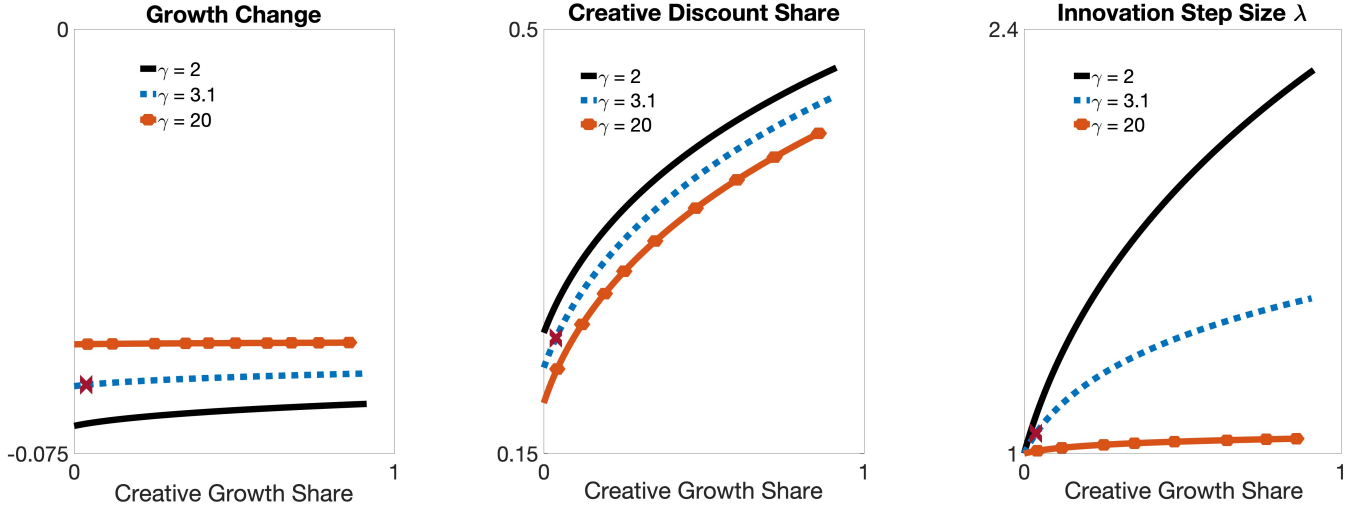 Growth Change
0
γ = 2
γ = 3.1
γ = 20
-0.075
0
1
Creative Growth Share
Creative Discount Share
0.5
γ = 2
γ = 3.1
γ = 20
0.15
0
1
Creative Growth Share
Innovation Step Size λ
2.4
γ = 2
γ = 3.1
γ = 20
1
0
1
Creative Growth Share